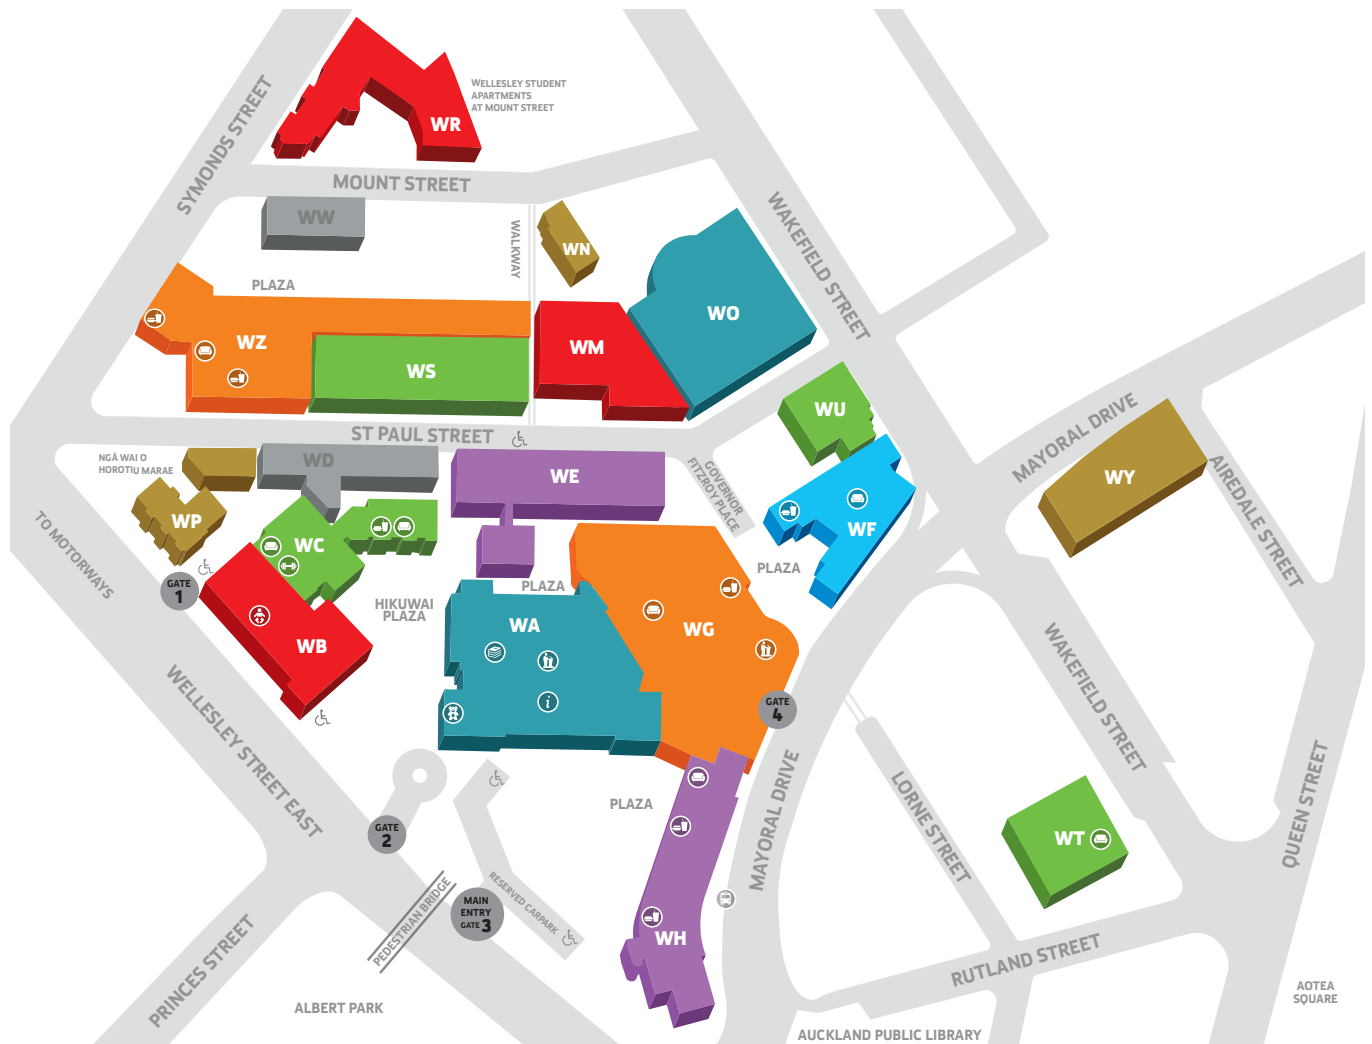 WELLESLEY STUDENT
APARTMENTS
AT MOUNT STREET
WR
SYMONDS STREET
MOUNT STREET
WW
WALKWAY
WN
WAKEFIELD STREET
PLAZA
WZ
WS
WM
WO
WU
ST PAUL STREET
MAYORAL DRIVE
NGĀ WAI O
HOROTIU MARAE
WD
WE
GOVERNOR
FITZROY PLACE
WY
AIREDALE STREET
WP
WC
WF
TO MOTORWAYS
GATE
1
PLAZA
PLAZA
HIKUWAI
PLAZA
WA
WG
WB
i
WAKEFIELD STREET
GATE
4
WELLESLEY STREET EAST
PLAZA
MAYORAL DRIVE
LORNE STREET
QUEEN STREET
GATE
2
WT
PEDESTRIAN BRIDGE
MAIN
ENTRY
GATE 3
RESERVED CARPARK
WH
PRINCES STREET
RUTLAND STREET
ALBERT PARK
AOTEA
SQUARE
AUCKLAND PUBLIC LIBRARY